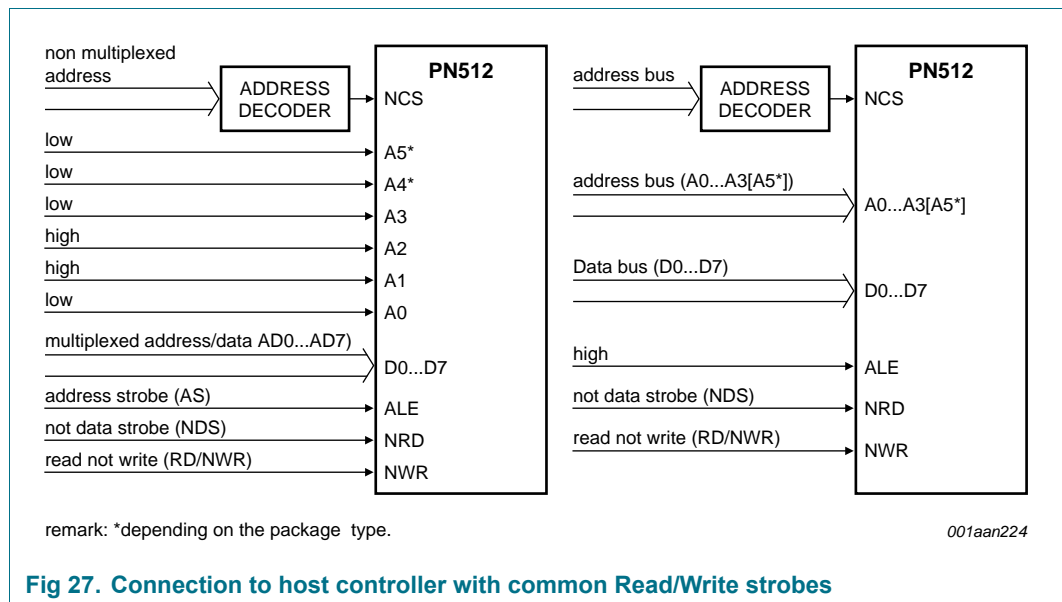 non multiplexed
address
ADDRESS
DECODER
PN512
NCS
low
A5*
low
A4*
low
A3
high
A2
high
A1
low
A0
multiplexed address/data AD0...AD7)
D0...D7
address strobe (AS)
ALE
not data strobe (NDS)
NRD
read not write (RD/NWR)
NWR
address bus
ADDRESS
DECODER
PN512
NCS
address bus (A0...A3[A5*])
A0...A3[A5*]
Data bus (D0...D7)
D0...D7
high
ALE
not data strobe (NDS)
NRD
read not write (RD/NWR)
NWR
remark: *depending on the package type.
001aan224
Fig 27. Connection to host controller with common Read/Write strobes